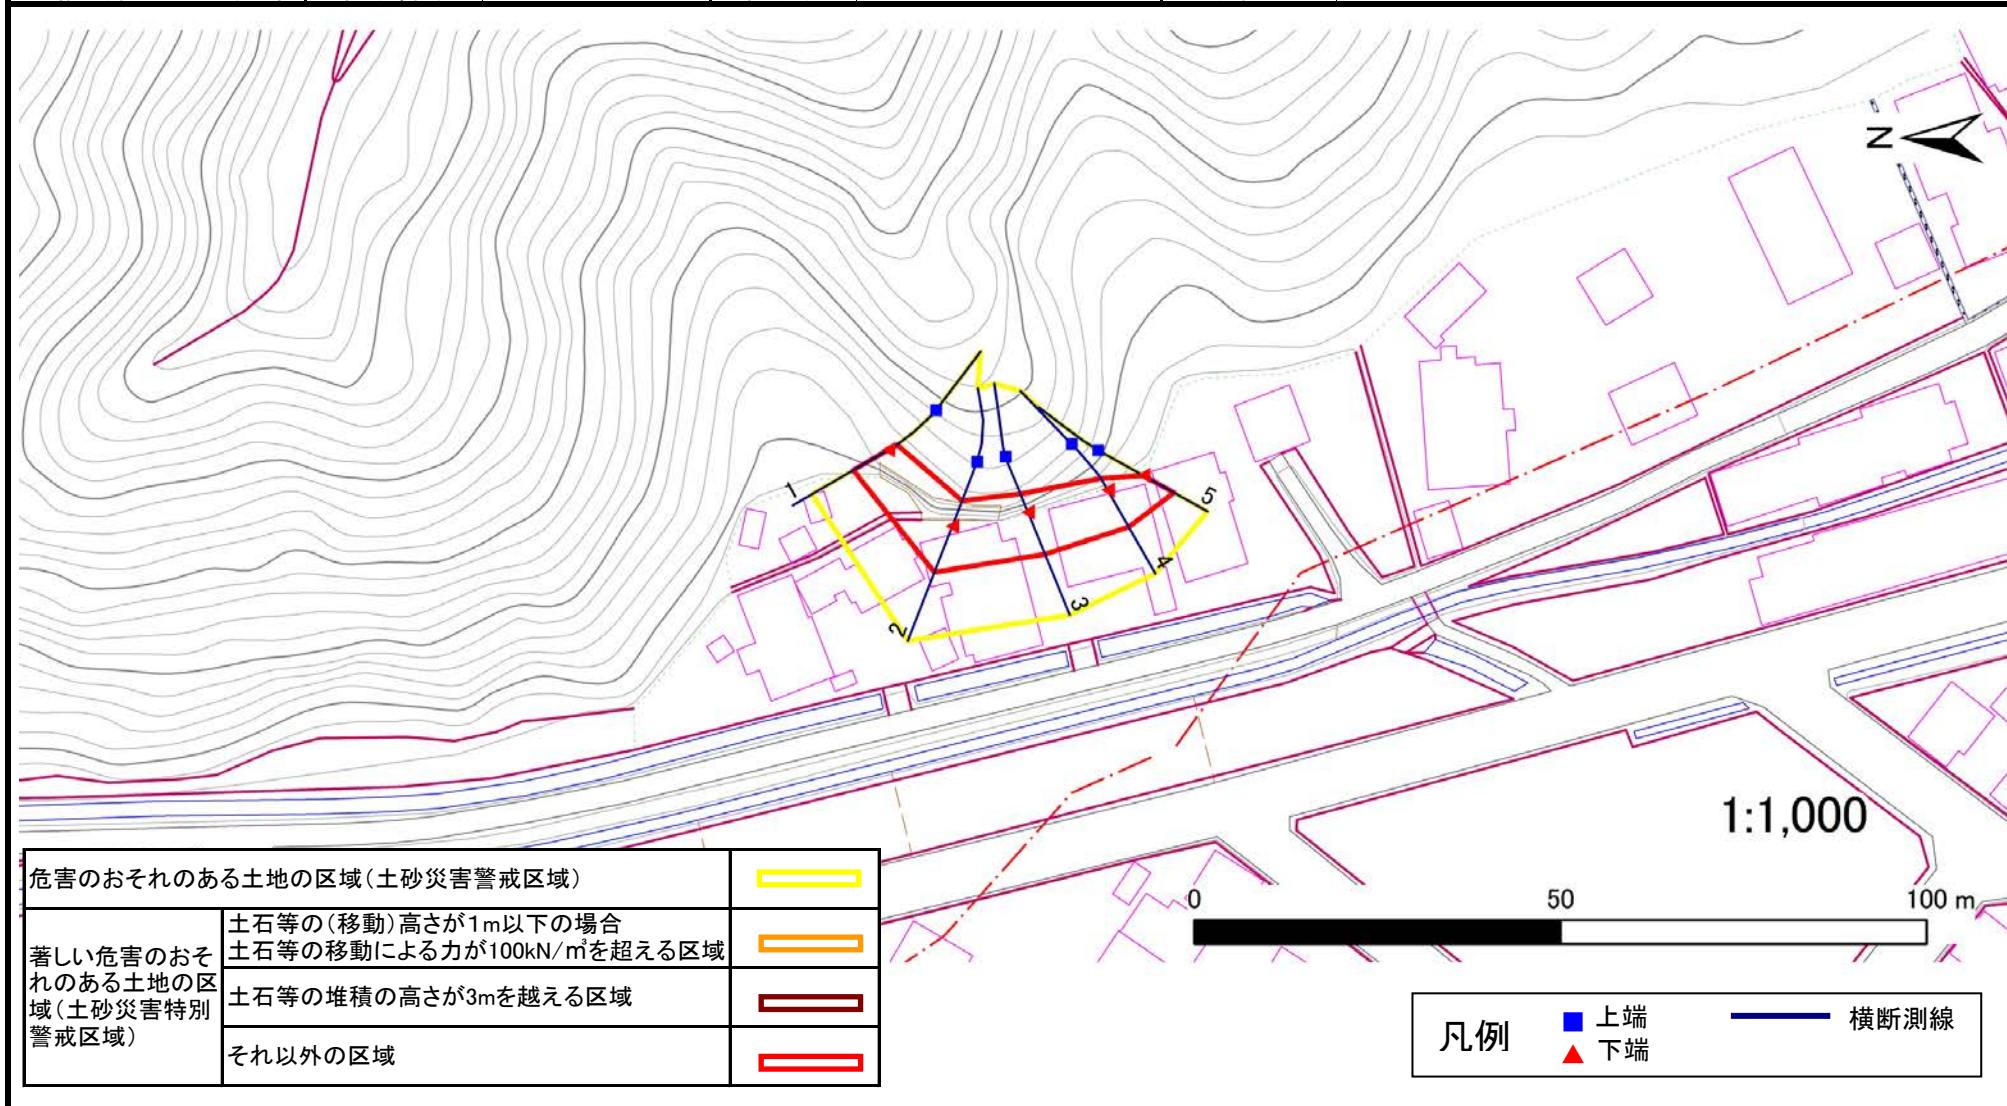 N
1
5
4
3
2
1:1,000
0 50 100 m
危害のおそれのある土地の区域(土砂災害警戒区域)
著しい危害のおそ
れのある土地の区
域(土砂災害特別
警戒区域)
土石等の(移動)高さが1m以下の場合
土石等の移動による力が100kN/㎡を超える区域
土石等の堆積の高さが3mを越える区域
それ以外の区域
凡例
上端
下端
横断測線